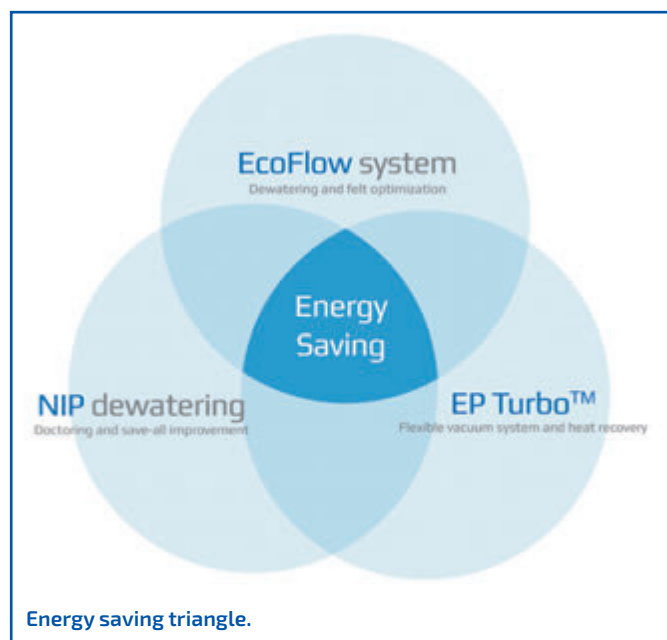 EcoFlow system
Dewatering and felt optimization
Energy
Saving
NIP dewatering
Doctoring and save-all improvement
EP Turbo™
Flexible vacuum system and heat recovery
Energy saving triangle.